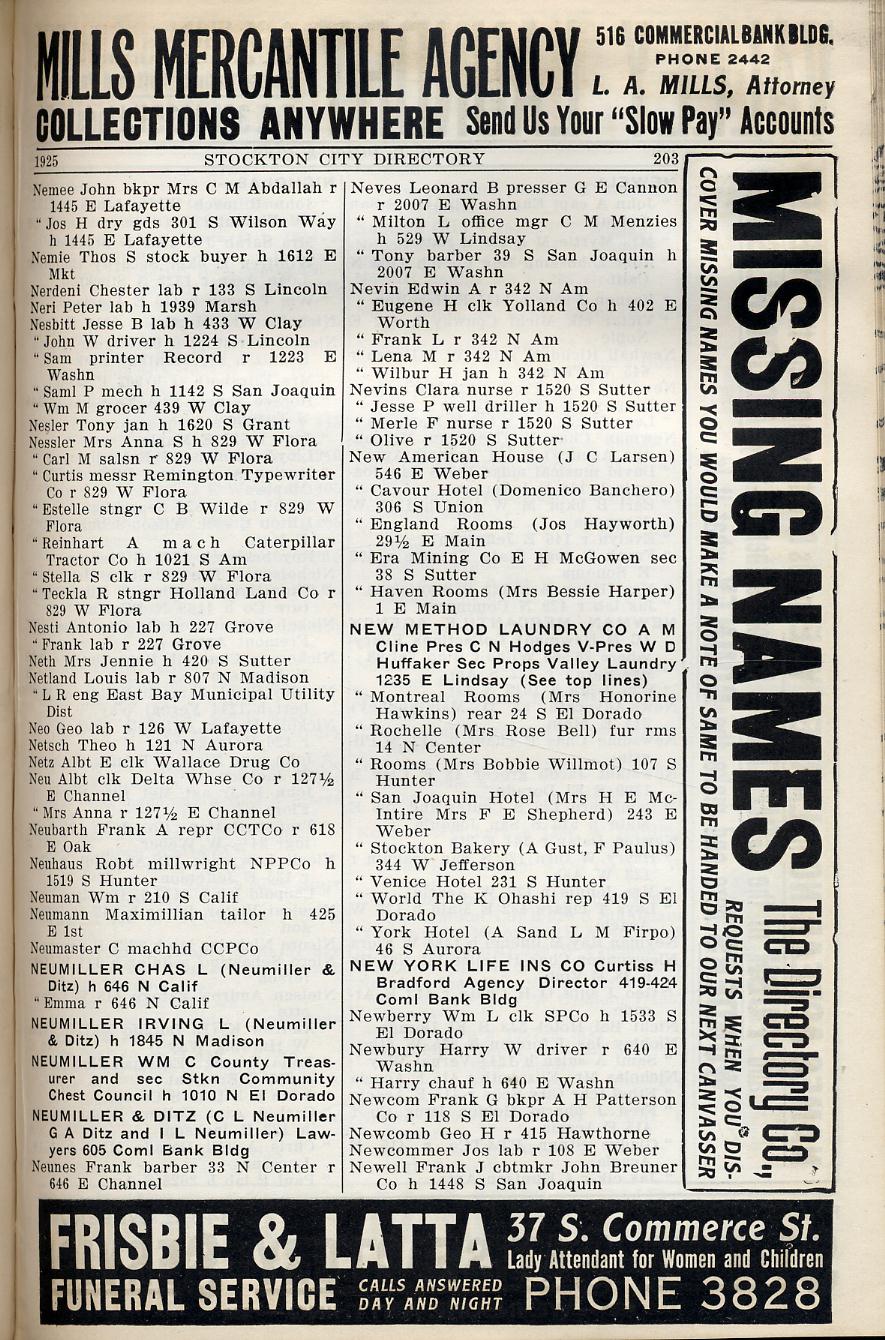 MILLS MERCANTILE AGENCY
516 COMMERCIAL BANK BLDG.
PHONE 2442
L. A. MILLS, Attorney
COLLECTIONS ANYWHERE Send Us Your "Slow Pay" Accounts
1925 STOCKTON CITY DIRECTORY 203
Nemee John bkpr Mrs C M Abdallah r
1445 E Lafayette
" Jos H dry gds 301 S Wilson Way
h 1445 E Lafayette
Nemie Thos S stock buyer h 1612 E
Mkt
Nerdeni Chester lab r 133 S Lincoln
Neri Peter lab h 1939 Marsh
Nesbitt Jesse B lab h 433 W Clay
" John W driver h 1224 S Lincoln
" Sam printer Record r 1223 E
Washn
" Saml P mech h 1142 S San Joaquin
" Wm M grocer 439 W Clay
Nesler Tony jan h 1620 S Grant
Nessler Mrs Anna S h 829 W Flora
" Carl M salsn r 829 W Flora
" Curtis messr Remington Typewriter
Co r 829 W Flora
" Estelle stngr C B Wilde r 829 W
Flora
" Reinhart A mach Caterpillar
Tractor Co h 1021 S Am
" Stella S clk r 829 W Flora
" Teckla R stngr Holland Land Co r
829 W Flora
Nesti Antonio lab h 227 Grove
" Frank lab r 227 Grove
Neth Mrs Jennie h 420 S Sutter
Netland Louis lab r 807 N Madison
" L R eng East Bay Municipal Utility
Dist
Neo Geo lab r 126 W Lafayette
Netsch Theo h 121 N Aurora
Netz Albt E clk Wallace Drug Co
Neu Albt clk Delta Whse Co r 127½
E Channel
" Mrs Anna r 127½ E Channel
Neubarth Frank A repr CCTCo r 618
E Oak
Neuhaus Robt millwright NPPCo h
1519 S Hunter
Neuman Wm r 210 S Calif
Neumann Maximillian tailor h 425
E 1st
Neumaster C machhd CCPCo
NEUMILLER CHAS L (Neumiller &
Ditz) h 646 N Calif
" Emma r 646 N Calif
NEUMILLER IRVING L (Neumiller
& Ditz) h 1845 N Madison
NEUMILLER WM C County Treas-
urer and sec Stkn Community
Chest Council h 1010 N El Dorado
NEUMILLER & DITZ (C L Neumiller
G A Ditz and I L Neumiller) Law-
yers 605 Coml Bank Bldg
Neunes Frank barber 33 N Center r
646 E Channel
Neves Leonard B presser G E Cannon
r 2007 E Washn
" Milton L office mgr C M Menzies
h 529 W Lindsay
" Tony barber 39 S San Joaquin h
2007 E Washn
Nevin Edwin A r 342 N Am
" Eugene H clk Yolland Co h 402 E
Worth
" Frank L r 342 N Am
" Lena M r 342 N Am
" Wilbur H jan h 342 N Am
Nevins Clara nurse r 1520 S Sutter
" Jesse P well driller h 1520 S Sutter
" Merle F nurse r 1520 S Sutter
" Olive r 1520 S Sutter
New American House (J C Larsen)
546 E Weber
" Cavour Hotel (Domenico Banchero)
306 S Union
" England Rooms (Jos Hayworth)
29½ E Main
" Era Mining Co E H McGowen sec
38 S Sutter
" Haven Rooms (Mrs Bessie Harper)
1 E Main
NEW METHOD LAUNDRY CO A M
Cline Pres C N Hodges V-Pres W D
Huffaker Sec Props Valley Laundry
1235 E Lindsay (See top lines)
" Montreal Rooms (Mrs Honorine
Hawkins) rear 24 S El Dorado
" Rochelle (Mrs Rose Bell) fur rms
14 N Center
" Rooms (Mrs Bobbie Willmot) 107 S
Hunter
" San Joaquin Hotel (Mrs H E Mc-
Intire Mrs F E Shepherd) 243 E
Weber
" Stockton Bakery (A Gust, F Paulus)
344 W Jefferson
" Venice Hotel 231 S Hunter
" World The K Ohashi rep 419 S El
Dorado
" York Hotel (A Sand L M Firpo)
46 S Aurora
NEW YORK LIFE INS CO Curtiss H
Bradford Agency Director 419-424
Coml Bank Bldg
Newberry Wm L clk SPCo h 1533 S
El Dorado
Newbury Harry W driver r 640 E
Washn
" Harry chauf h 640 E Washn
Newcom Frank G bkpr A H Patterson
Co r 118 S El Dorado
Newcomb Geo H r 415 Hawthorne
Newcommer Jos lab r 108 E Weber
Newell Frank J cbtmkr John Breuner
Co h 1448 S San Joaquin
MISSING NAMES The Directory Co.,
REQUESTS WHEN YOU DIS-
COVER MISSING NAMES YOU WOULD MAKE A NOTE OF SAME TO BE HANDED TO OUR NEXT CANVASSER
FRISBIE & LATTA
FUNERAL SERVICE
CALLS ANSWERED
DAY AND NIGHT
37 S. Commerce St.
Lady Attendant for Women and Children
PHONE 3828